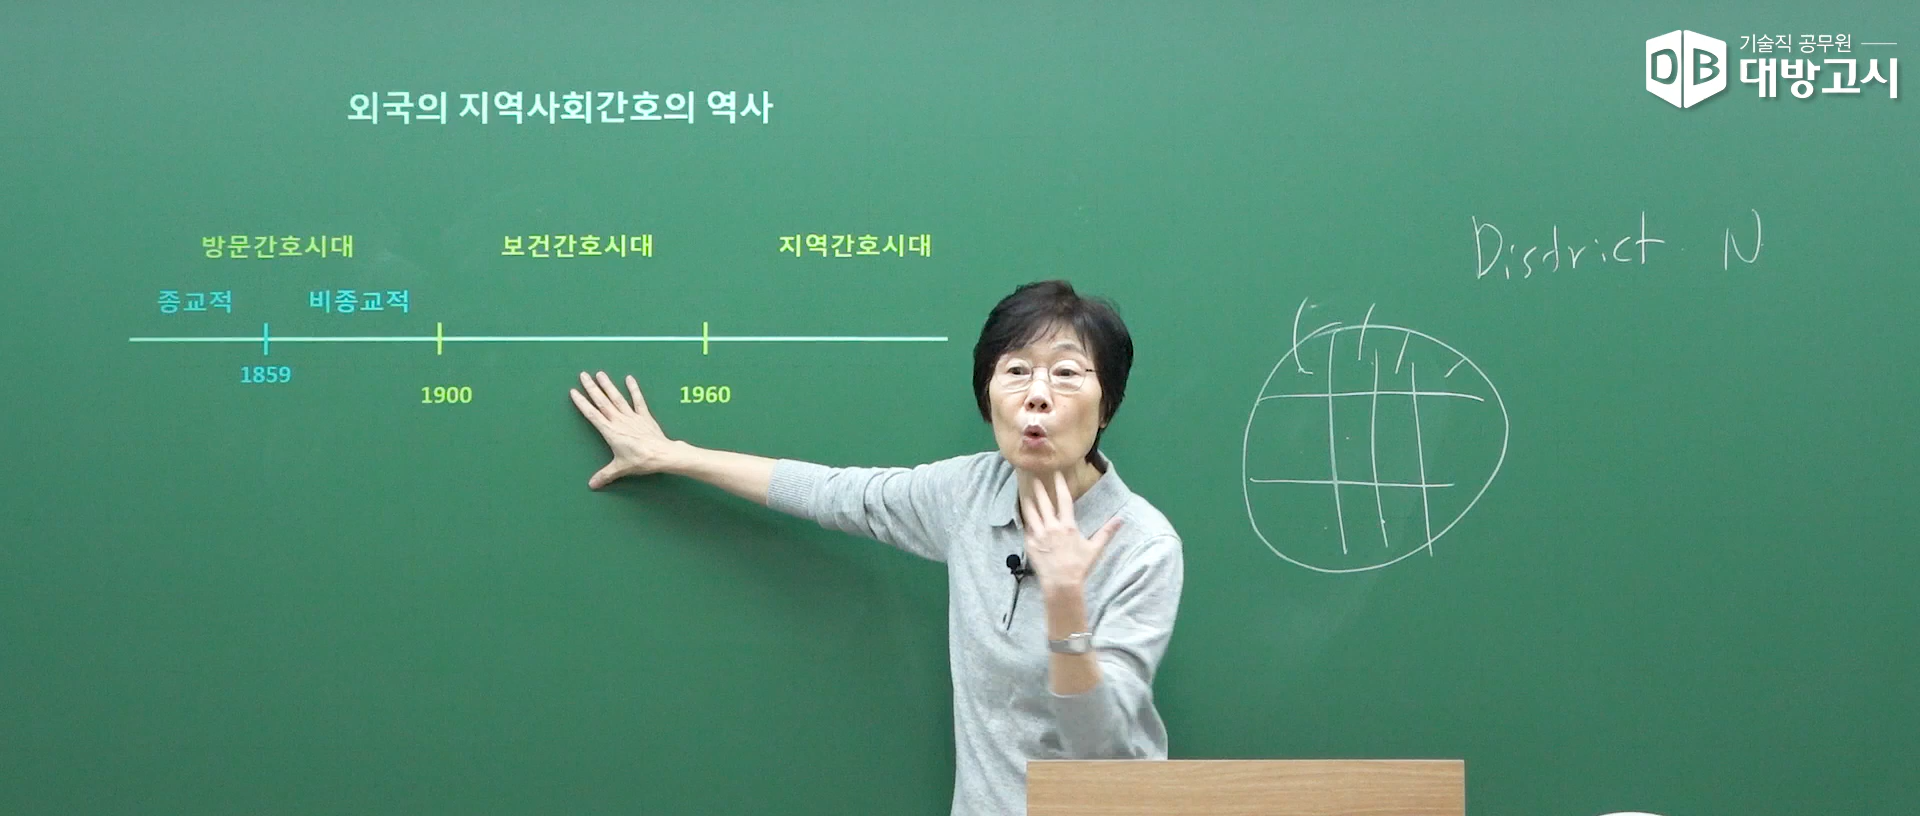 기술직 공무원
대방고시
외국의 지역사회간호의 역사
방문간호시대 보건간호시대 지역간호시대
종교적 비종교적
1859
1900 1960
District N